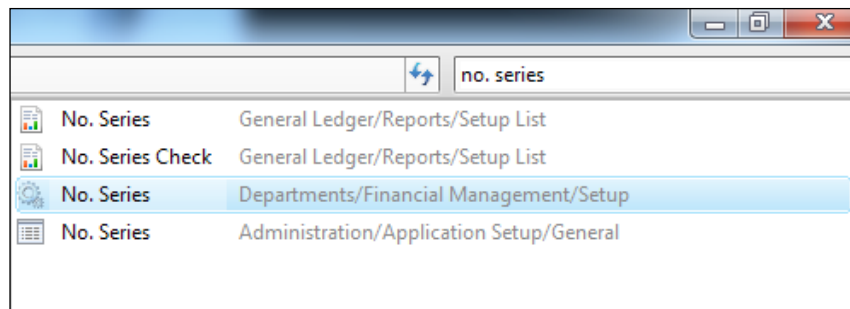 no. series
No. Series General Ledger/Reports/Setup List
No. Series Check General Ledger/Reports/Setup List
No. Series Departments/Financial Management/Setup
No. Series Administration/Application Setup/General